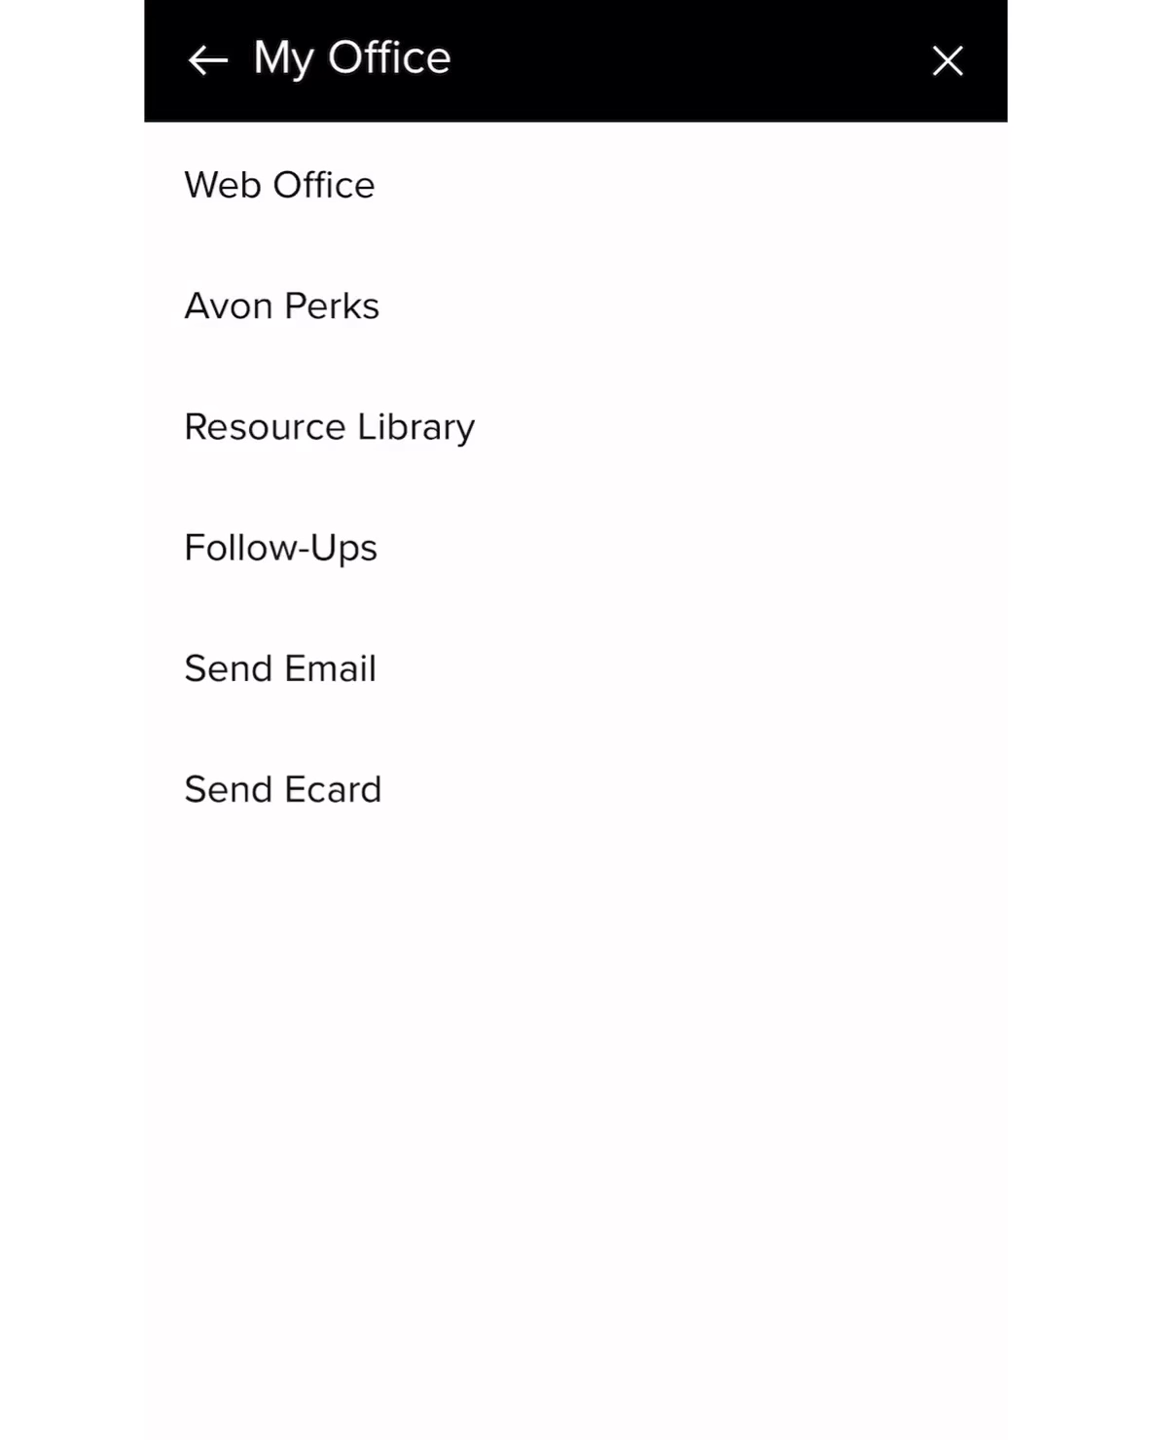 My Office
Web Office
Avon Perks
Resource Library
Follow-Ups
Send Email
Send Ecard